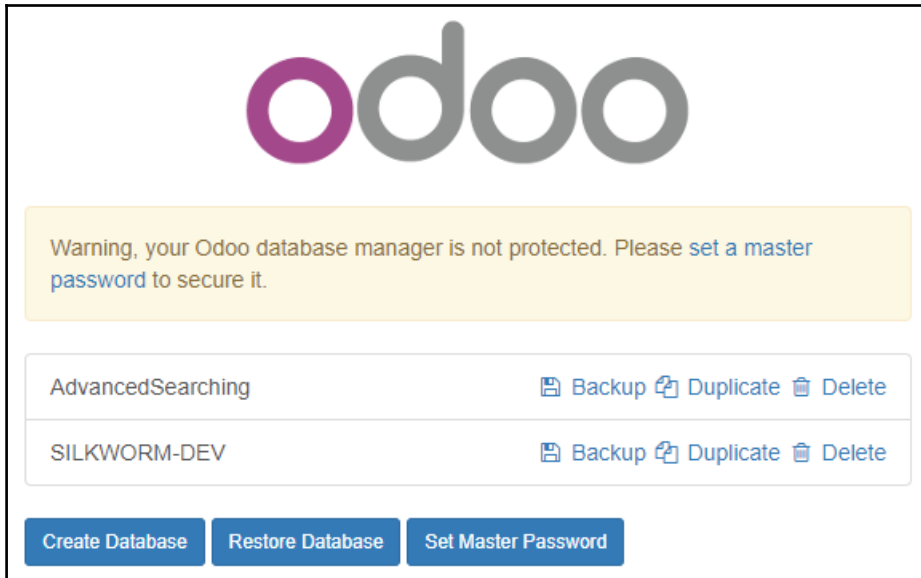 odoo
Warning, your Odoo database manager is not protected. Please set a master
password to secure it.
AdvancedSearching Backup Duplicate Delete
SILKWORM-DEV Backup Duplicate Delete
Create Database Restore Database Set Master Password